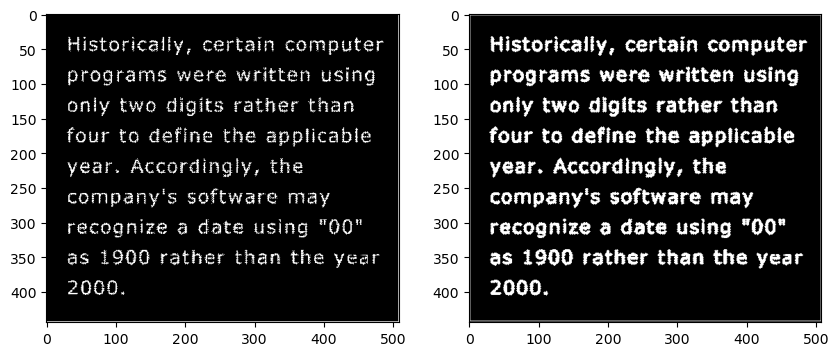 Historically, certain computer
programs were written using
only two digits rather than
four to define the applicable
year. Accordingly, the
company's software may
recognize a date using "00"
as 1900 rather than the year
2000.
0
50
100
150
200
250
300
350
400
0 100 200 300 400 500
Historically, certain computer
programs were written using
only two digits rather than
four to define the applicable
year. Accordingly, the
company's software may
recognize a date using "00"
as 1900 rather than the year
2000.
0
50
100
150
200
250
300
350
400
0 100 200 300 400 500